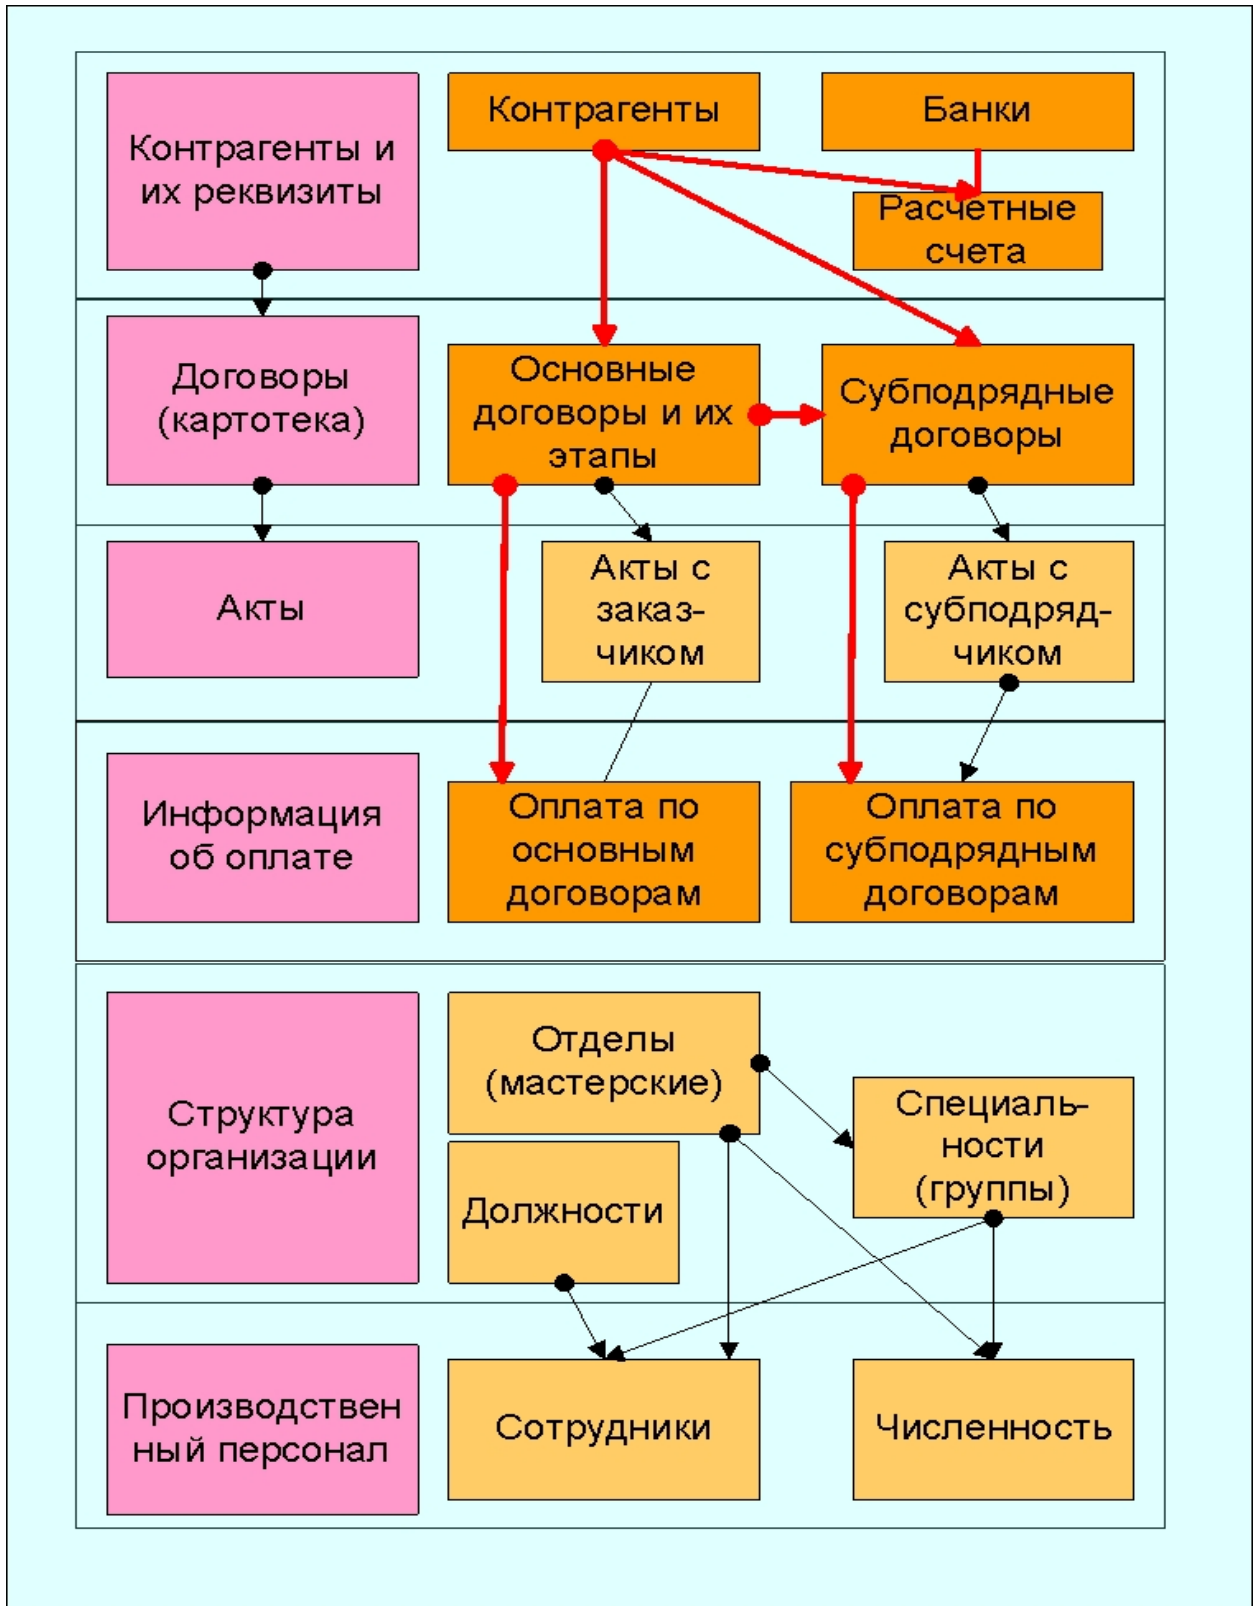 Контрагенты и
их реквизиты
Контрагенты
Банки
Расчетные
счета
Договоры
(картотека)
Основные
договоры и их
этапы
Субподрядные
договоры
Акты
Акты с
заказ-
чиком
Акты с
субподряд-
чиком
Информация
об оплате
Оплата по
основным
договорам
Оплата по
субподрядным
договорам
Структура
организации
Отделы
(мастерские)
Должности
Специаль-
ности
(группы)
Производствен
ный персонал
Сотрудники
Численность